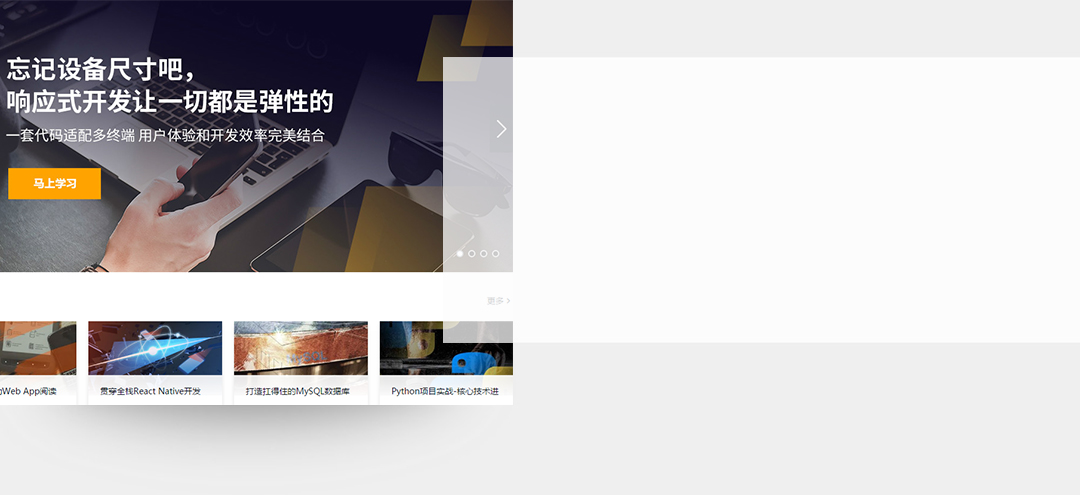 忘记设备尺寸吧，
响应式开发让一切都是弹性的
一套代码适配多终端 用户体验和开发效率完美结合
马上学习
更多 >
Web App阅读
贯穿全栈React Native开发
打造扛得住的MySQL数据库
Python项目实战-核心技术进